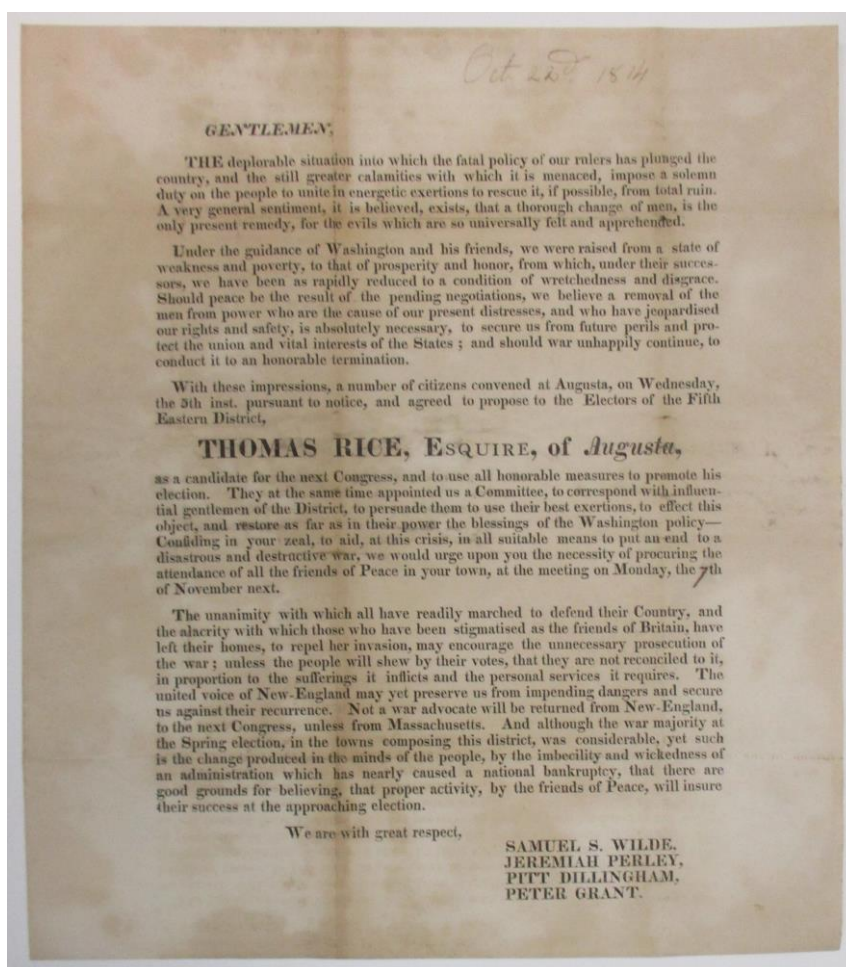 Oct. 22d. 1814
GENTLEMEN,
THE deplorable situation into which the fatal policy of our rulers has plunged the
country, and the still greater calamities with which it is menaced, impose a solemn
duty on the people to unite in energetic exertions to rescue it, if possible, from total ruin.
A very general sentiment, it is believed, exists, that a thorough change of men, is the
only present remedy, for the evils which are so universally felt and apprehended.
Under the guidance of Washington and his friends, we were raised from a state of
weakness and poverty, to that of prosperity and honor, from which, under their succes-
sors, we have been as rapidly reduced to a condition of wretchedness and disgrace.
Should peace be the result of the pending negotiations, we believe a removal of the
men from power who are the cause of our present distresses, and who have jeopardised
our rights and safety, is absolutely necessary, to secure us from future perils and pro-
tect the union and vital interests of the States ; and should war unhappily continue, to
conduct it to an honorable termination.
With these impressions, a number of citizens convened at Augusta, on Wednesday,
the 5th inst. pursuant to notice, and agreed to propose to the Electors of the Fifth
Eastern District,
THOMAS RICE, ESQUIRE, of Augusta,
as a candidate for the next Congress, and to use all honorable measures to promote his
election. They at the same time appointed us a Committee, to correspond with influen-
tial gentlemen of the District, to persuade them to use their best exertions, to effect this
object, and restore as far as in their power the blessings of the Washington policy—
Confiding in your zeal, to aid, at this crisis, in all suitable means to put an end to a
disastrous and destructive war, we would urge upon you the necessity of procuring the
attendance of all the friends of Peace in your town, at the meeting on Monday, the 7th
of November next.
The unanimity with which all have readily marched to defend their Country, and
the alacrity with which those who have been stigmatised as the friends of Britain, have
left their homes, to repel her invasion, may encourage the unnecessary prosecution of
the war ; unless the people will shew by their votes, that they are not reconciled to it,
in proportion to the sufferings it inflicts and the personal services it requires. The
united voice of New-England may yet preserve us from impending dangers and secure
us against their recurrence. Not a war advocate will be returned from New-England,
to the next Congress, unless from Massachusetts. And although the war majority at
the Spring election, in the towns composing this district, was considerable, yet such
is the change produced in the minds of the people, by the imbecility and wickedness of
an administration which has nearly caused a national bankruptcy, that there are
good grounds for believing, that proper activity, by the friends of Peace, will insure
their success at the approaching election.
We are with great respect,
SAMUEL S. WILDE,
JEREMIAH PERLEY,
PITT DILLINGHAM,
PETER GRANT.